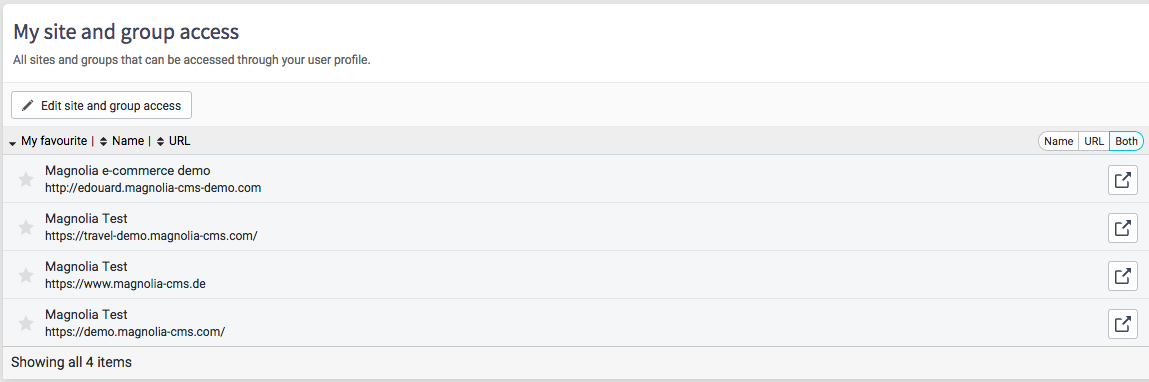 My site and group access
All sites and groups that can be accessed through your user profile.
Edit site and group access
My favourite | Name | URL Name URL Both
Magnolia e-commerce demo
http://edouard.magnolia-cms-demo.com
Magnolia Test
https://travel-demo.magnolia-cms.com/
Magnolia Test
https://www.magnolia-cms.de
Magnolia Test
https://demo.magnolia-cms.com/
Showing all 4 items